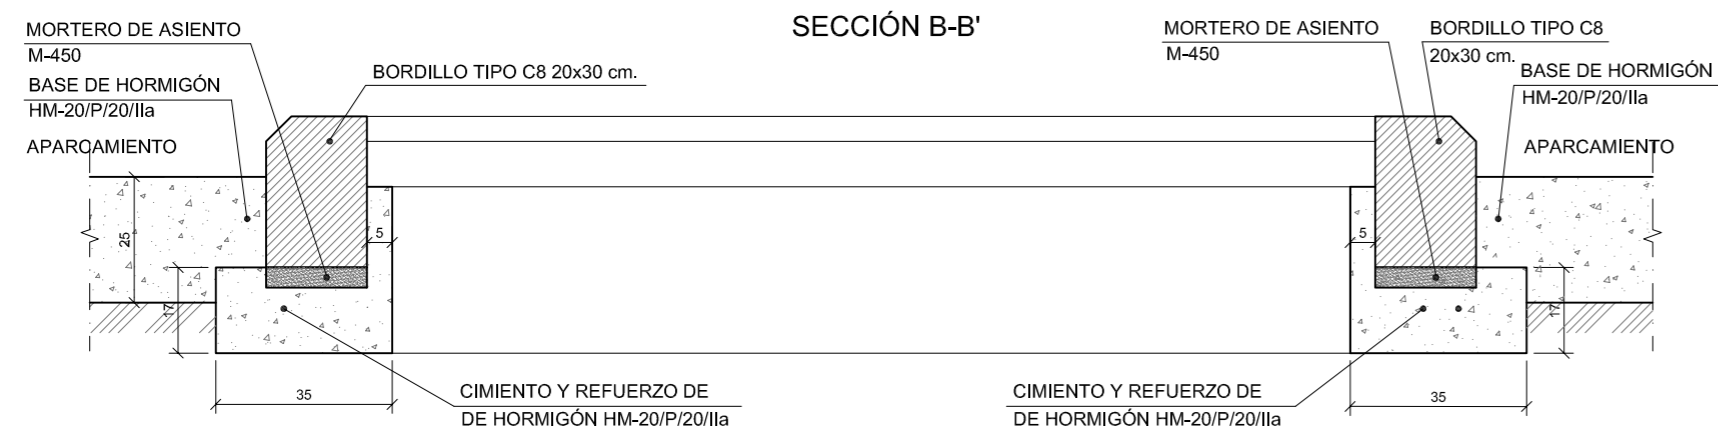 SECCIÓN B-B'
MORTERO DE ASIENTO
M-450
BASE DE HORMIGÓN
HM-20/P/20/IIa
APARCAMIENTO
BORDILLO TIPO C8 20x30 cm.
25
17
5
35
CIMIENTO Y REFUERZO DE
DE HORMIGÓN HM-20/P/20/IIa
MORTERO DE ASIENTO
M-450
BORDILLO TIPO C8
20x30 cm.
BASE DE HORMIGÓN
HM-20/P/20/IIa
APARCAMIENTO
5
17
35
CIMIENTO Y REFUERZO DE
DE HORMIGÓN HM-20/P/20/IIa